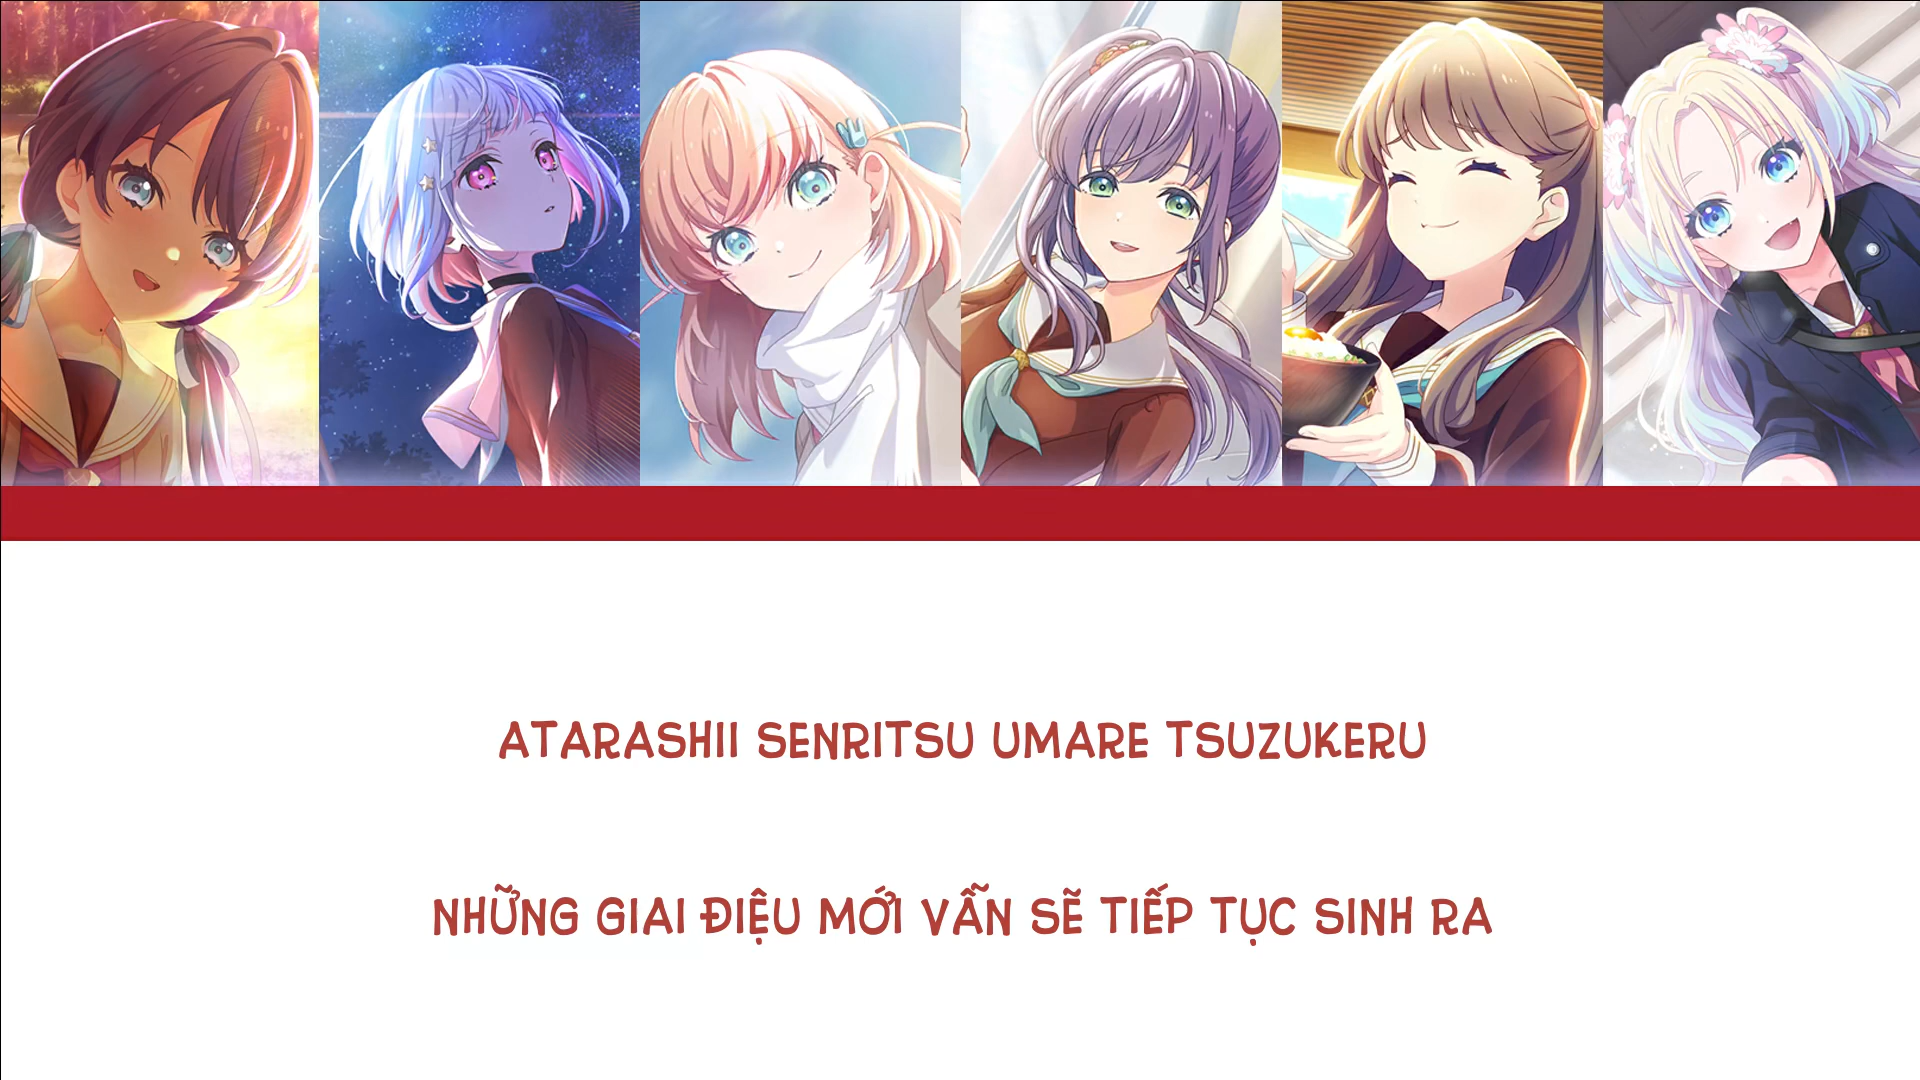 ATARASHII SENRITSU UMARE TSUZUKERU
NHỮNG GIAI ĐIỆU MỚI VẪN SẼ TIẾP TỤC SINH RA